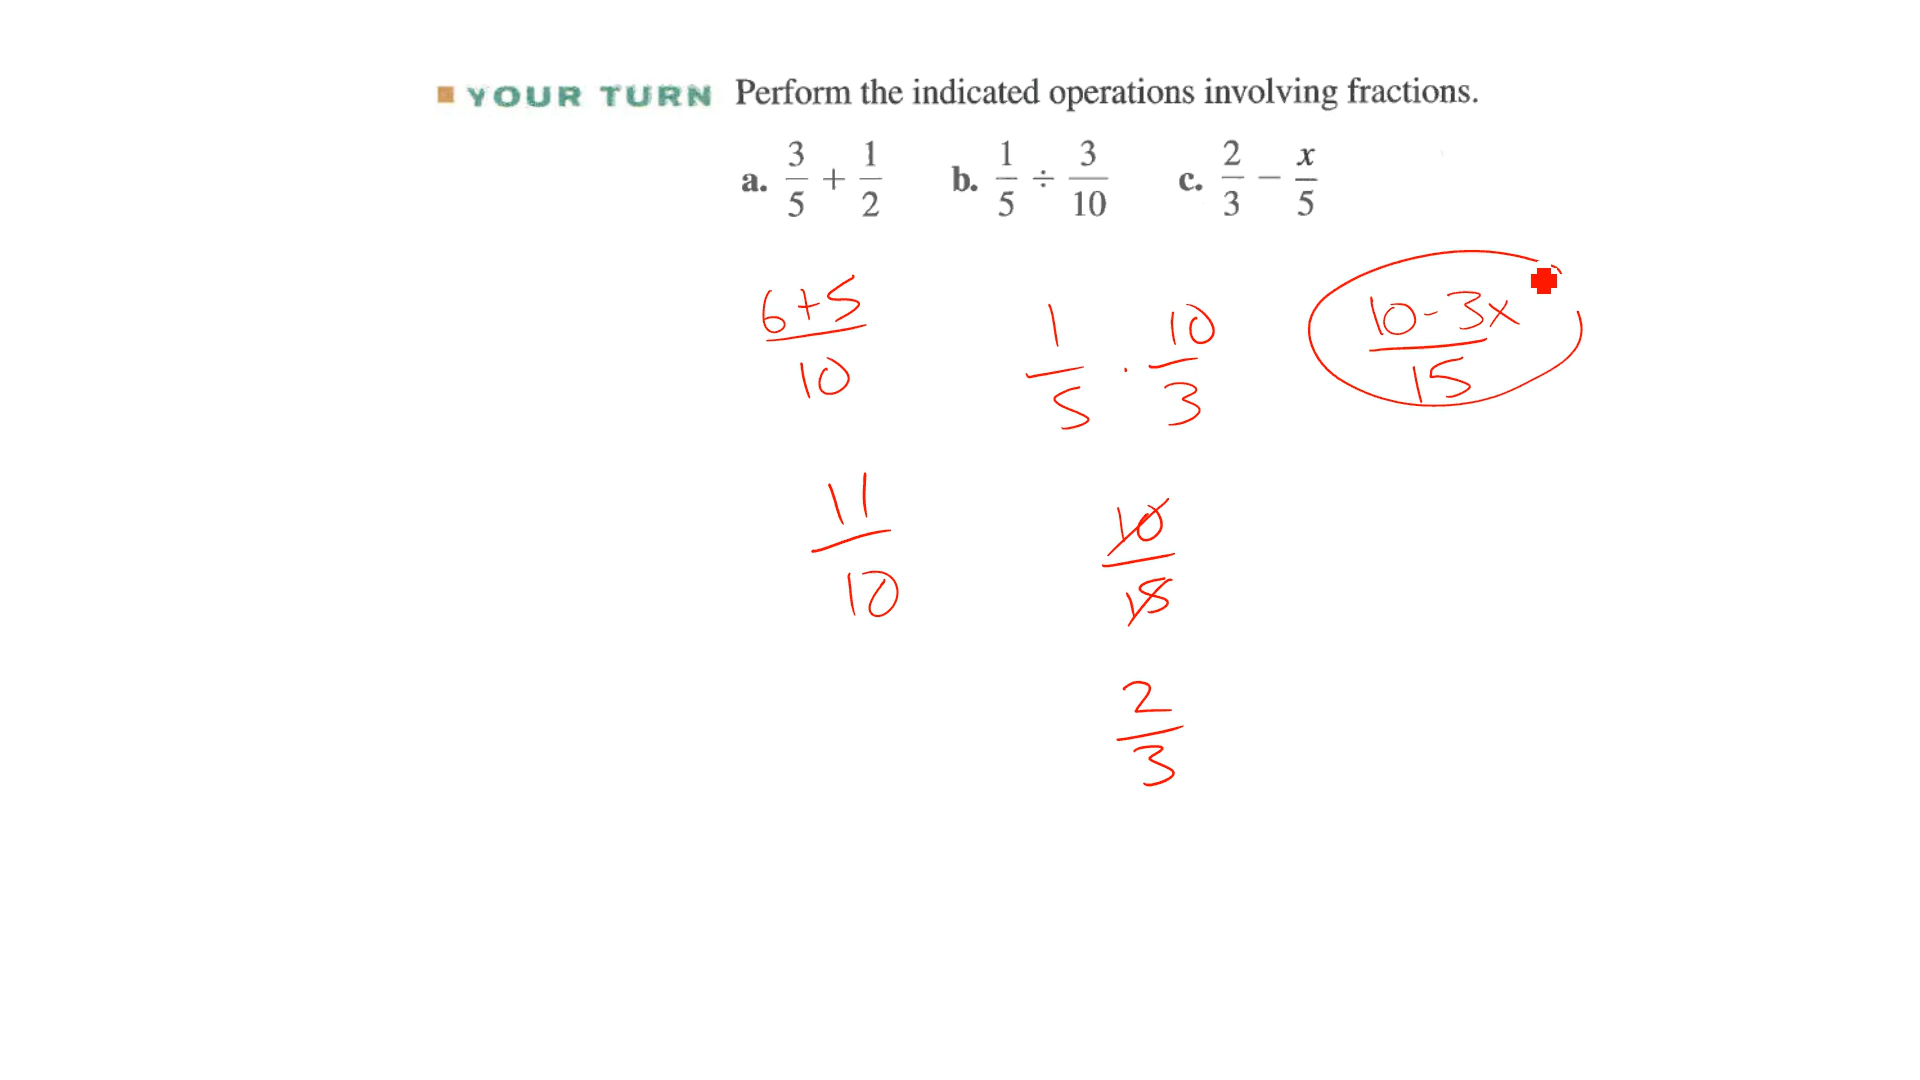 YOUR TURN Perform the indicated operations involving fractions.
a. 3/5 + 1/2 b. 1/5 ÷ 3/10 c. 2/3 − x/5
6+5/10
1/5 · 10/3
10-3x/15
11/10
10/15
2/3